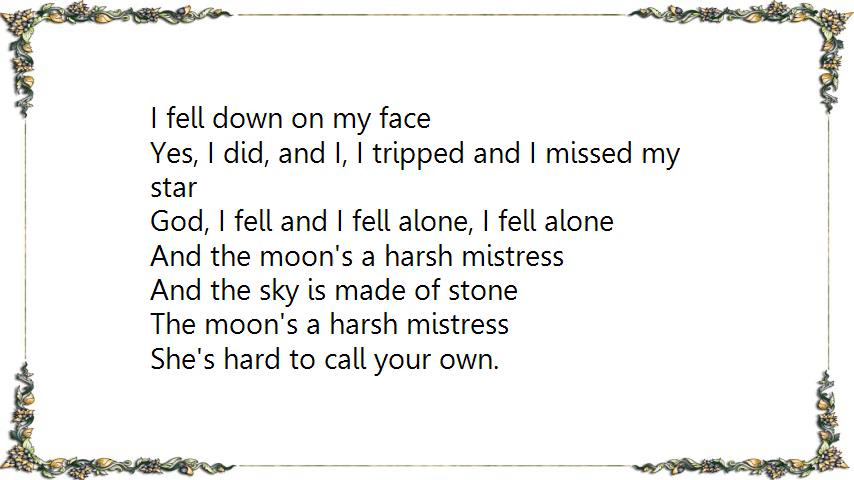 I fell down on my face
Yes, I did, and I, I tripped and I missed my
star
God, I fell and I fell alone, I fell alone
And the moon's a harsh mistress
And the sky is made of stone
The moon's a harsh mistress
She's hard to call your own.